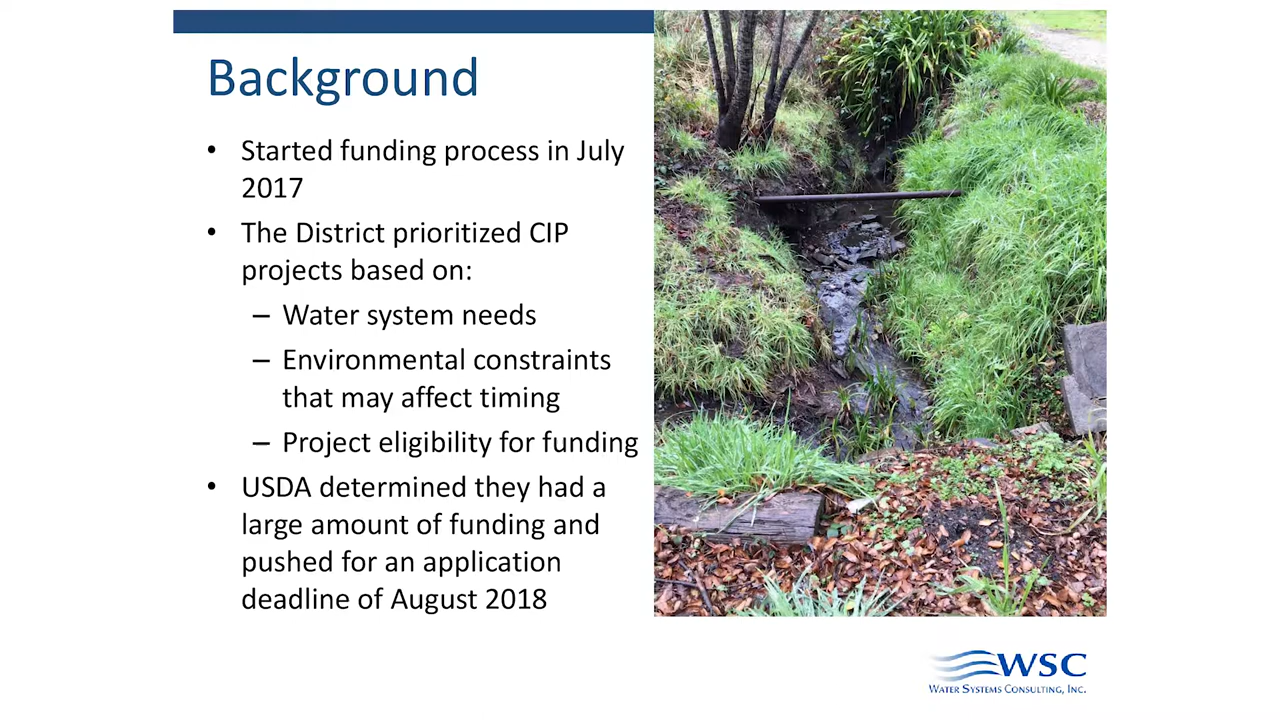 Background
• Started funding process in July
2017
• The District prioritized CIP
projects based on:
– Water system needs
– Environmental constraints
that may affect timing
– Project eligibility for funding
• USDA determined they had a
large amount of funding and
pushed for an application
deadline of August 2018
WSC
WATER SYSTEMS CONSULTING, INC.